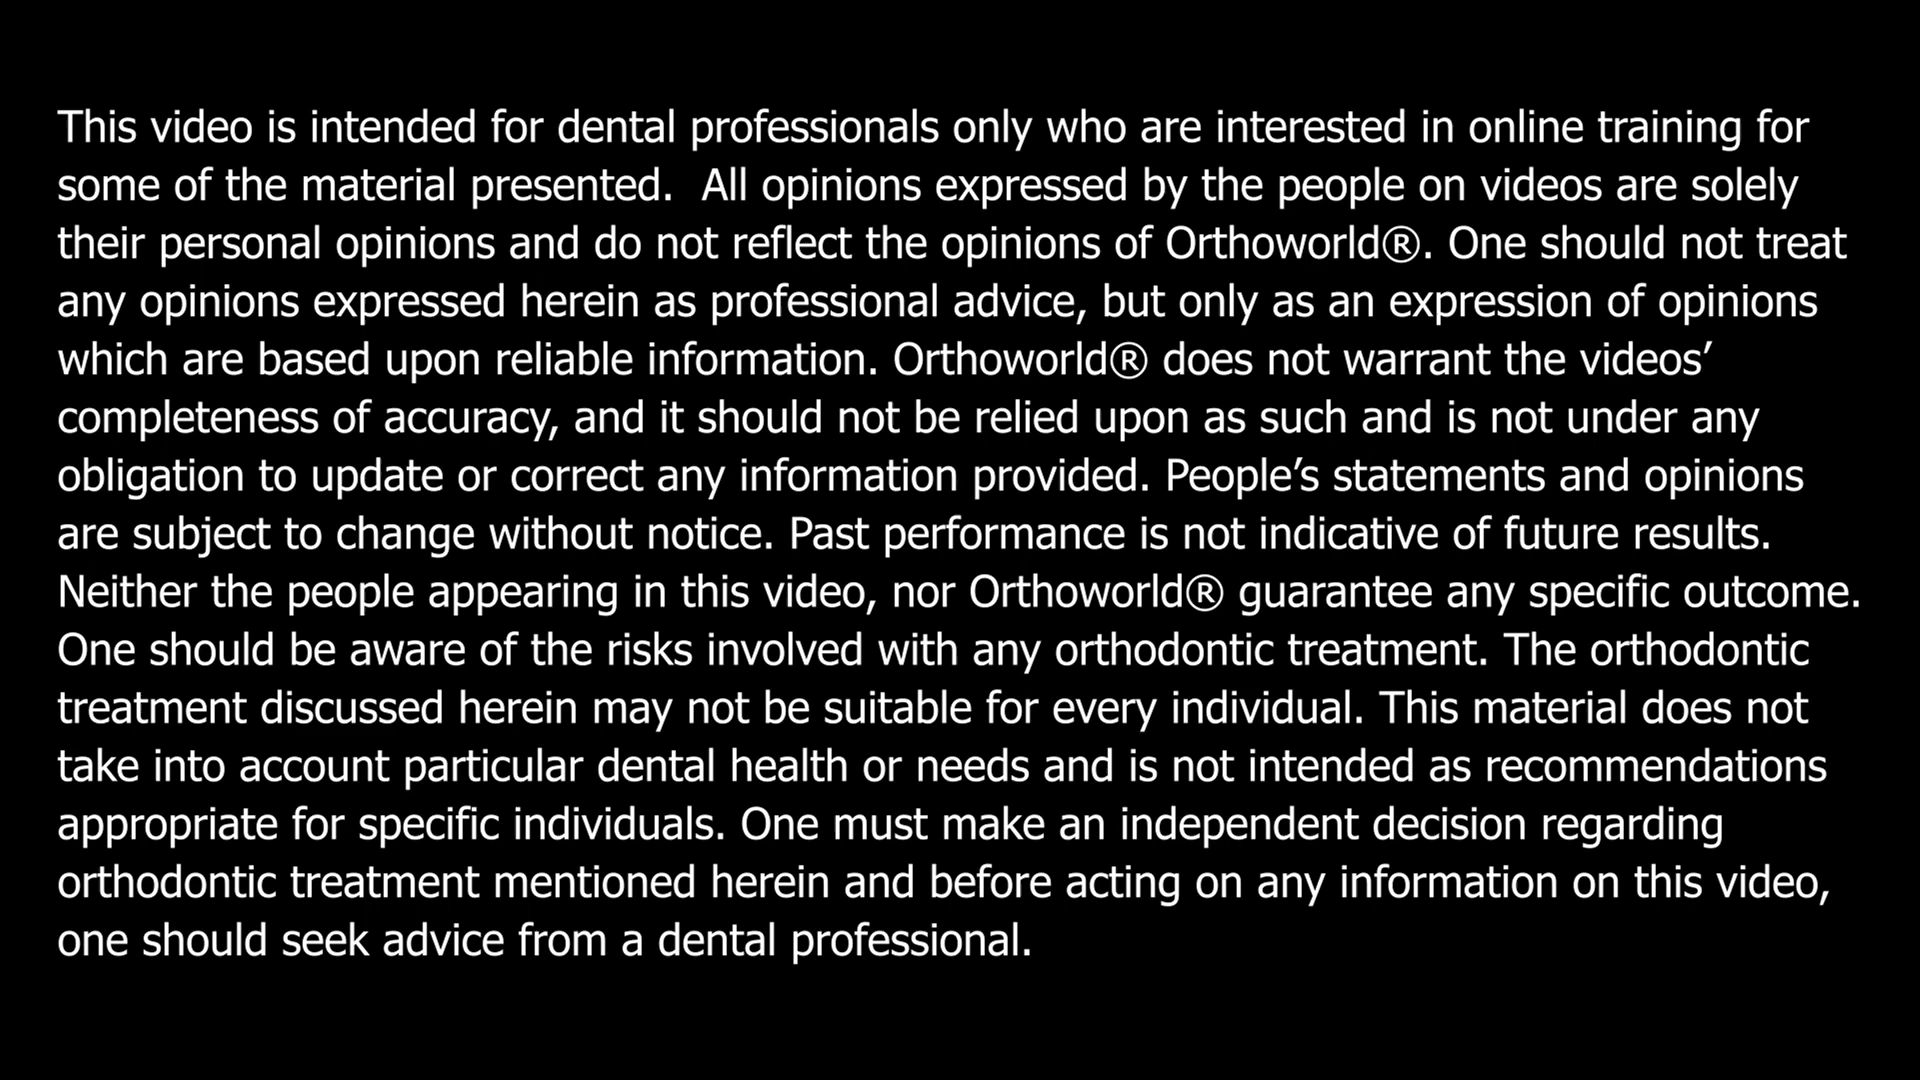 This video is intended for dental professionals only who are interested in online training for
some of the material presented.  All opinions expressed by the people on videos are solely
their personal opinions and do not reflect the opinions of Orthoworld®. One should not treat
any opinions expressed herein as professional advice, but only as an expression of opinions
which are based upon reliable information. Orthoworld® does not warrant the videos’
completeness of accuracy, and it should not be relied upon as such and is not under any
obligation to update or correct any information provided. People’s statements and opinions
are subject to change without notice. Past performance is not indicative of future results.
Neither the people appearing in this video, nor Orthoworld® guarantee any specific outcome.
One should be aware of the risks involved with any orthodontic treatment. The orthodontic
treatment discussed herein may not be suitable for every individual. This material does not
take into account particular dental health or needs and is not intended as recommendations
appropriate for specific individuals. One must make an independent decision regarding
orthodontic treatment mentioned herein and before acting on any information on this video,
one should seek advice from a dental professional.